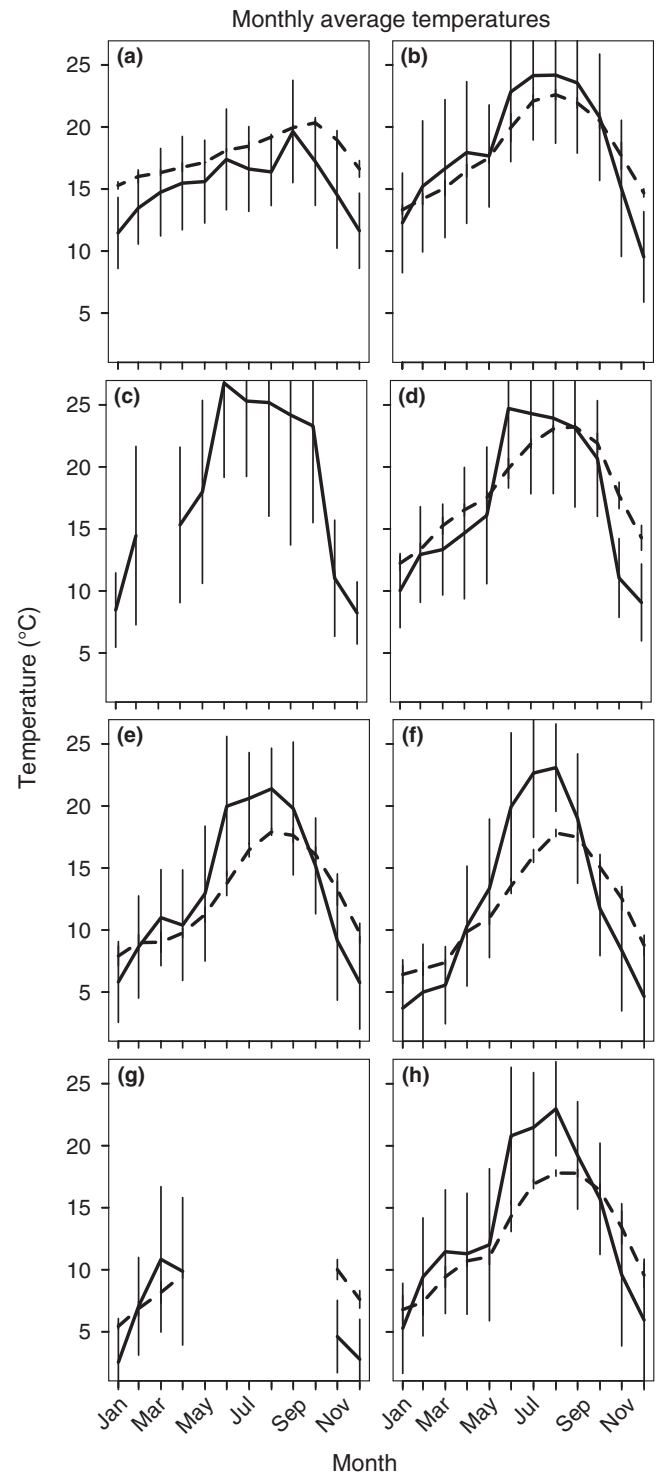 Monthly average temperatures
(a)
(b)
25
20
15
10
5
(c)
(d)
25
20
15
10
5
Temperature (°C)
(e)
(f)
25
20
15
10
5
(g)
(h)
25
20
15
10
5
Jan Mar May Jul Sep Nov Jan Mar May Jul Sep Nov
Month